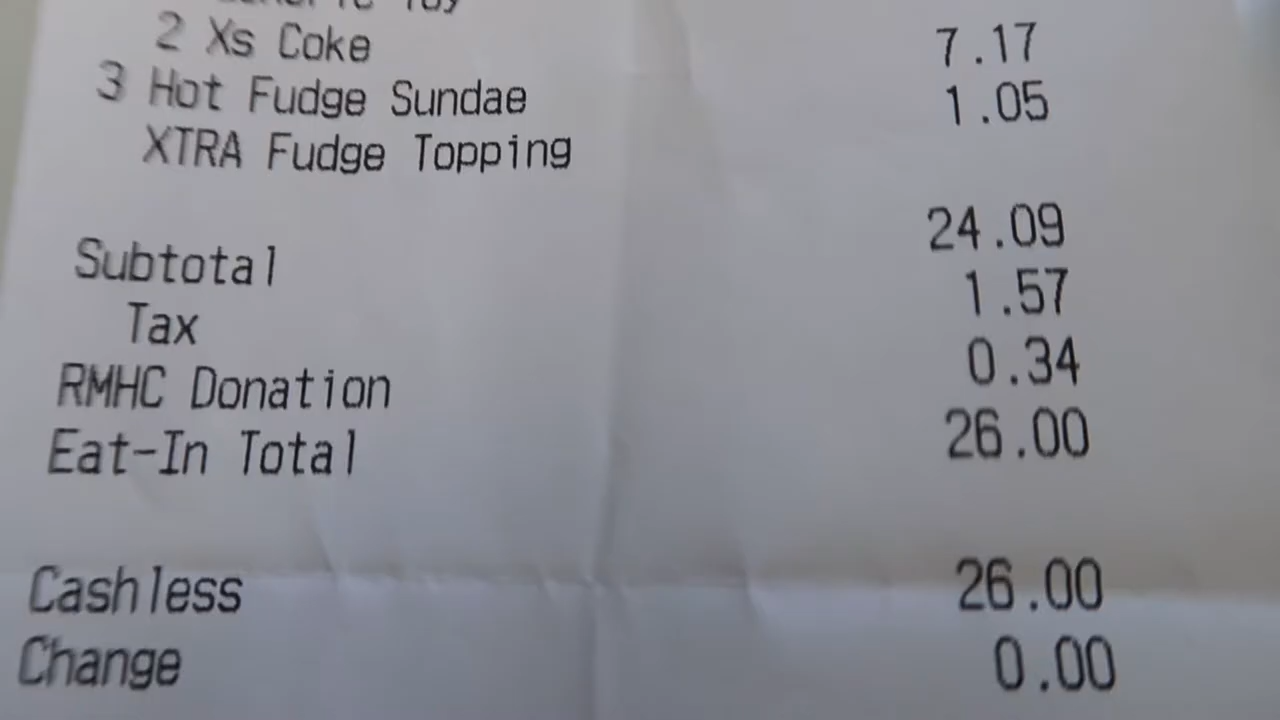 2 Xs Coke
3 Hot Fudge Sundae 7.17
XTRA Fudge Topping 1.05
Subtotal 24.09
Tax 1.57
RMHC Donation 0.34
Eat-In Total 26.00
Cashless 26.00
Change 0.00